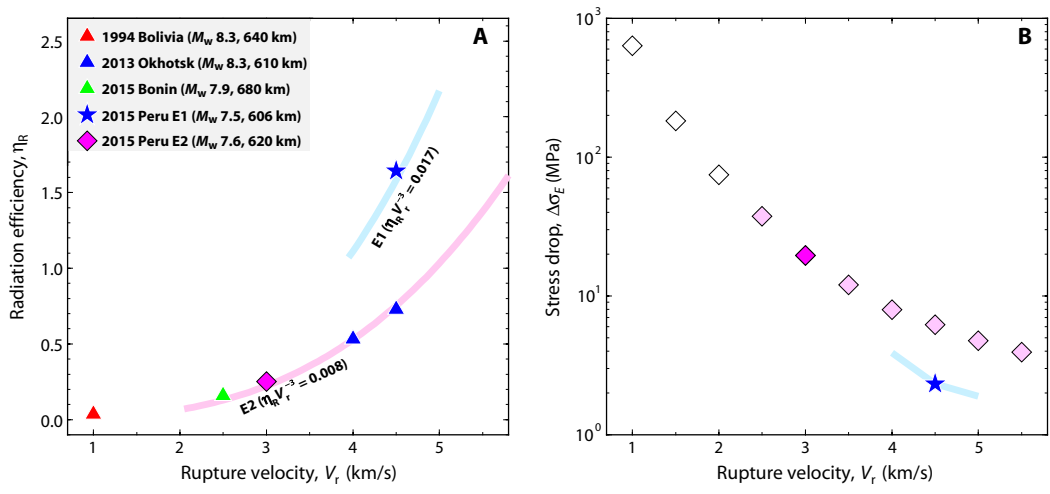 A
1994 Bolivia (Mw 8.3, 640 km)
2013 Okhotsk (Mw 8.3, 610 km)
2015 Bonin (Mw 7.9, 680 km)
2015 Peru E1 (Mw 7.5, 606 km)
2015 Peru E2 (Mw 7.6, 620 km)
Radiation efficiency, ηR
2.5
2.0
1.5
1.0
0.5
0.0
E1 (ηR Vr⁻³ = 0.017)
E2 (ηR Vr⁻³ = 0.008)
1 2 3 4 5
Rupture velocity, Vr (km/s)
B
Stress drop, ΔσE (MPa)
10³
10²
10¹
10⁰
1 2 3 4 5
Rupture velocity, Vr (km/s)